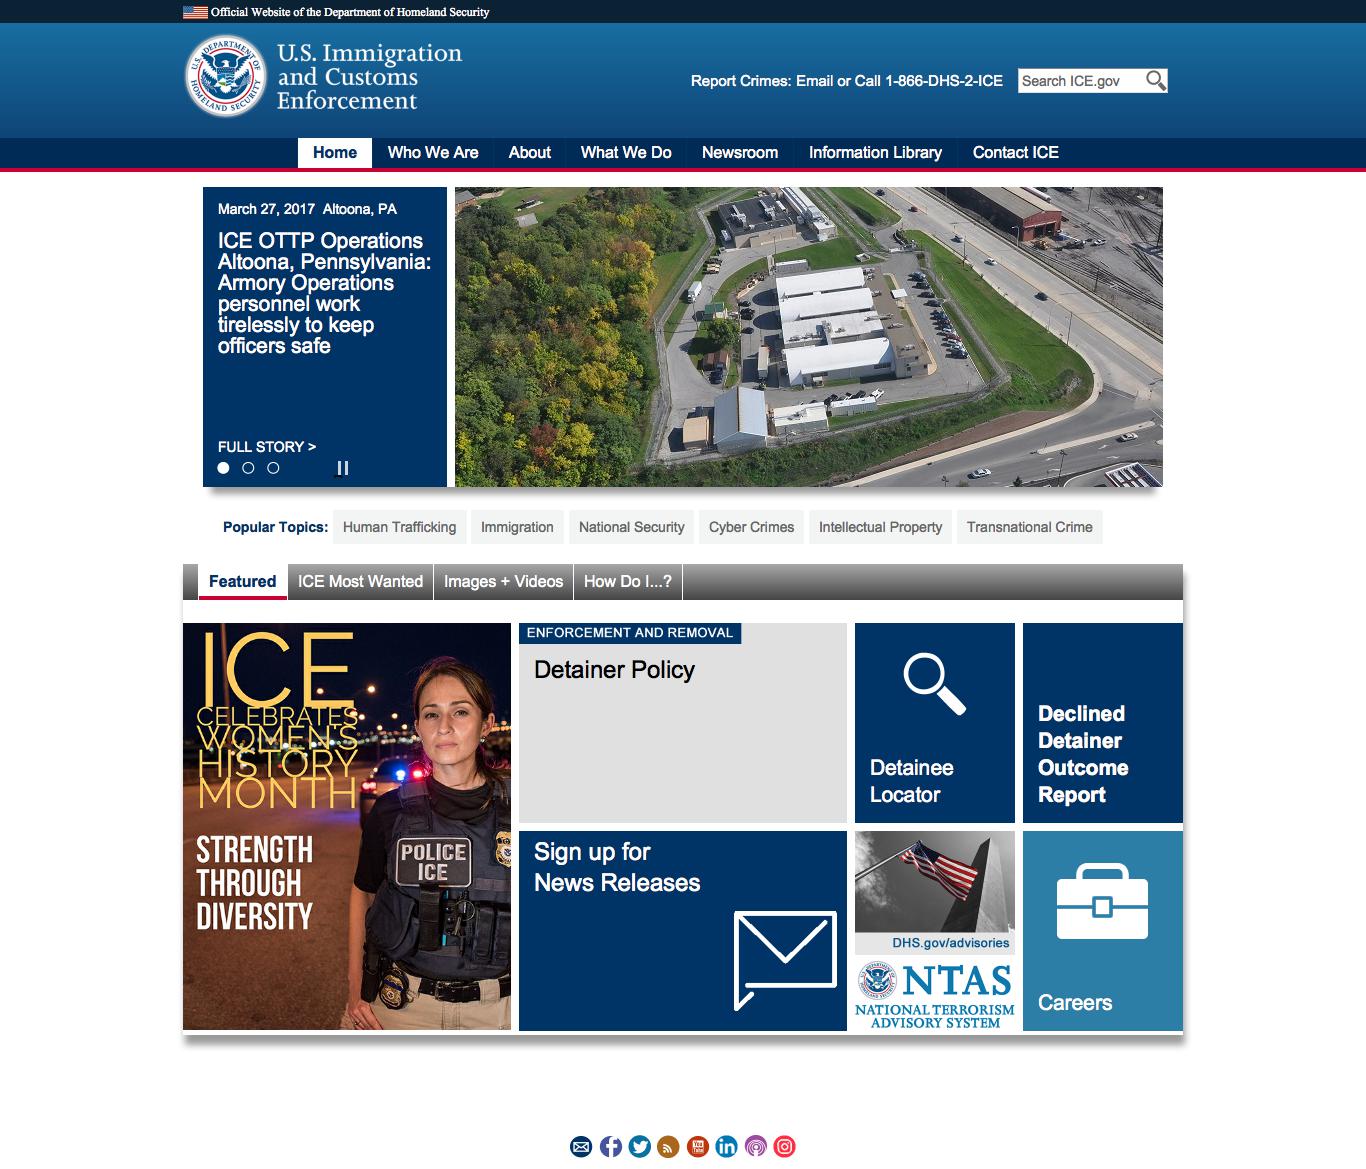 Official Website of the Department of Homeland Security
U.S. DEPARTMENT OF
HOMELAND SECURITY
U.S. Immigration
and Customs
Enforcement
Report Crimes: Email or Call 1-866-DHS-2-ICE
Search ICE.gov
Home
Who We Are
About
What We Do
Newsroom
Information Library
Contact ICE
March 27, 2017 Altoona, PA
ICE OTTP Operations
Altoona, Pennsylvania:
Armory Operations
personnel work
tirelessly to keep
officers safe
FULL STORY >
Popular Topics:
Human Trafficking
Immigration
National Security
Cyber Crimes
Intellectual Property
Transnational Crime
Featured
ICE Most Wanted
Images + Videos
How Do I...?
ICE
CELEBRATES
WOMEN'S
HISTORY
MONTH
STRENGTH
THROUGH
DIVERSITY
POLICE
ICE
ENFORCEMENT AND REMOVAL
Detainer Policy
Detainee
Locator
Declined
Detainer
Outcome
Report
Sign up for
News Releases
DHS.gov/advisories
NTAS
NATIONAL TERRORISM
ADVISORY SYSTEM
Careers
You
Tube
in